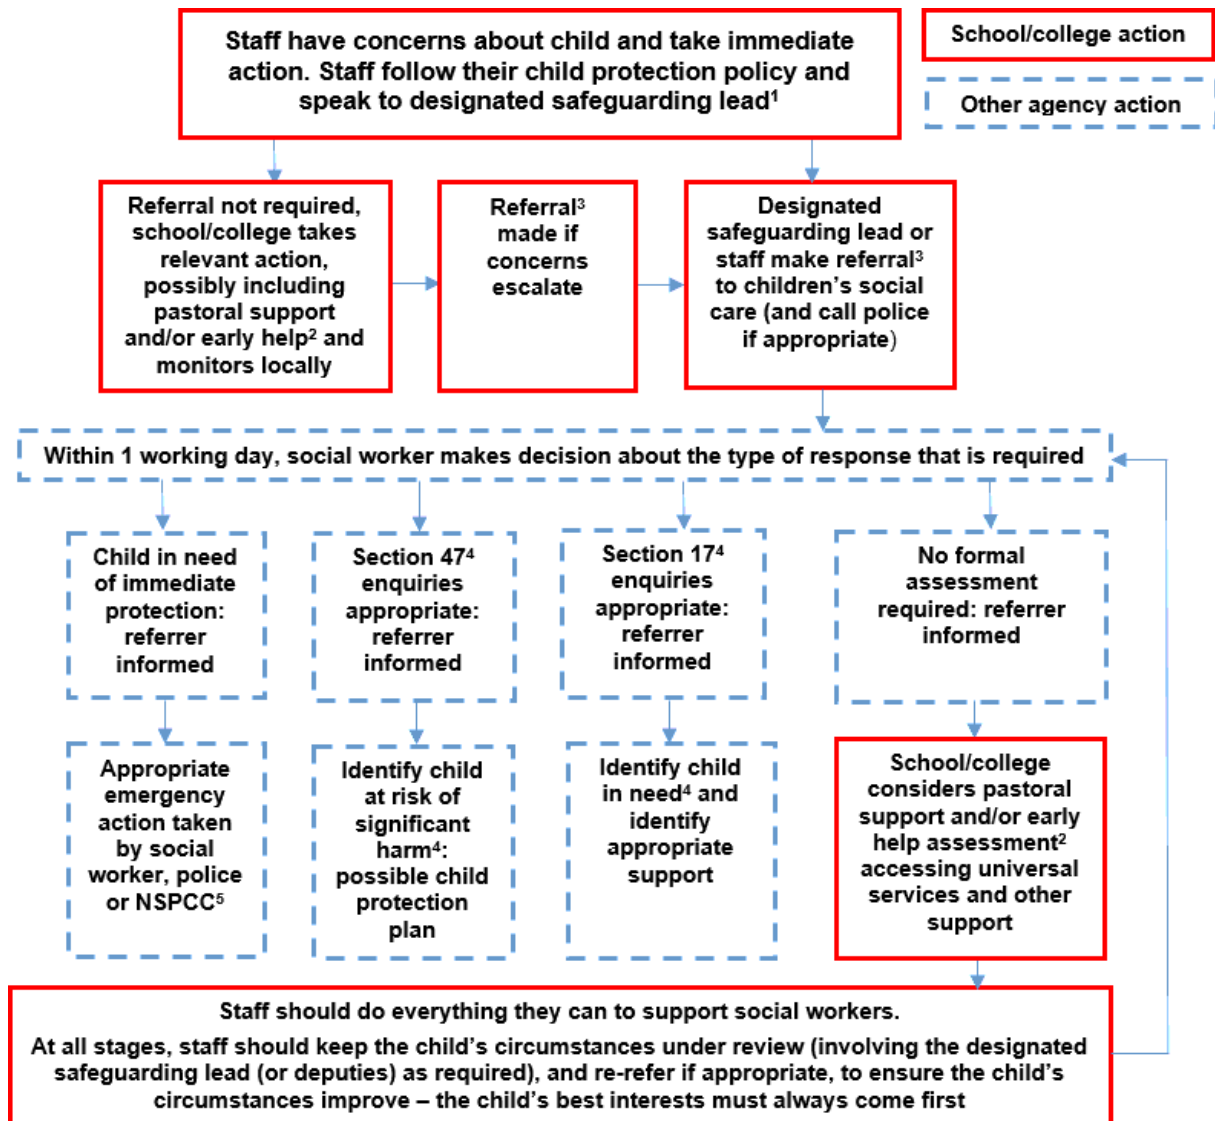 Staff have concerns about child and take immediate
action. Staff follow their child protection policy and
speak to designated safeguarding lead¹
School/college action
Other agency action
Referral not required,
school/college takes
relevant action,
possibly including
pastoral support
and/or early help² and
monitors locally
Referral³
made if
concerns
escalate
Designated
safeguarding lead or
staff make referral³
to children’s social
care (and call police
if appropriate)
Within 1 working day, social worker makes decision about the type of response that is required
Child in need
of immediate
protection:
referrer
informed
Section 47⁴
enquiries
appropriate:
referrer
informed
Section 17⁴
enquiries
appropriate:
referrer
informed
No formal
assessment
required: referrer
informed
Appropriate
emergency
action taken
by social
worker, police
or NSPCC⁵
Identify child
at risk of
significant
harm⁴:
possible child
protection
plan
Identify child
in need⁴ and
identify
appropriate
support
School/college
considers pastoral
support and/or early
help assessment²
accessing universal
services and other
support
Staff should do everything they can to support social workers.
At all stages, staff should keep the child’s circumstances under review (involving the designated
safeguarding lead (or deputies) as required), and re-refer if appropriate, to ensure the child’s
circumstances improve – the child’s best interests must always come first